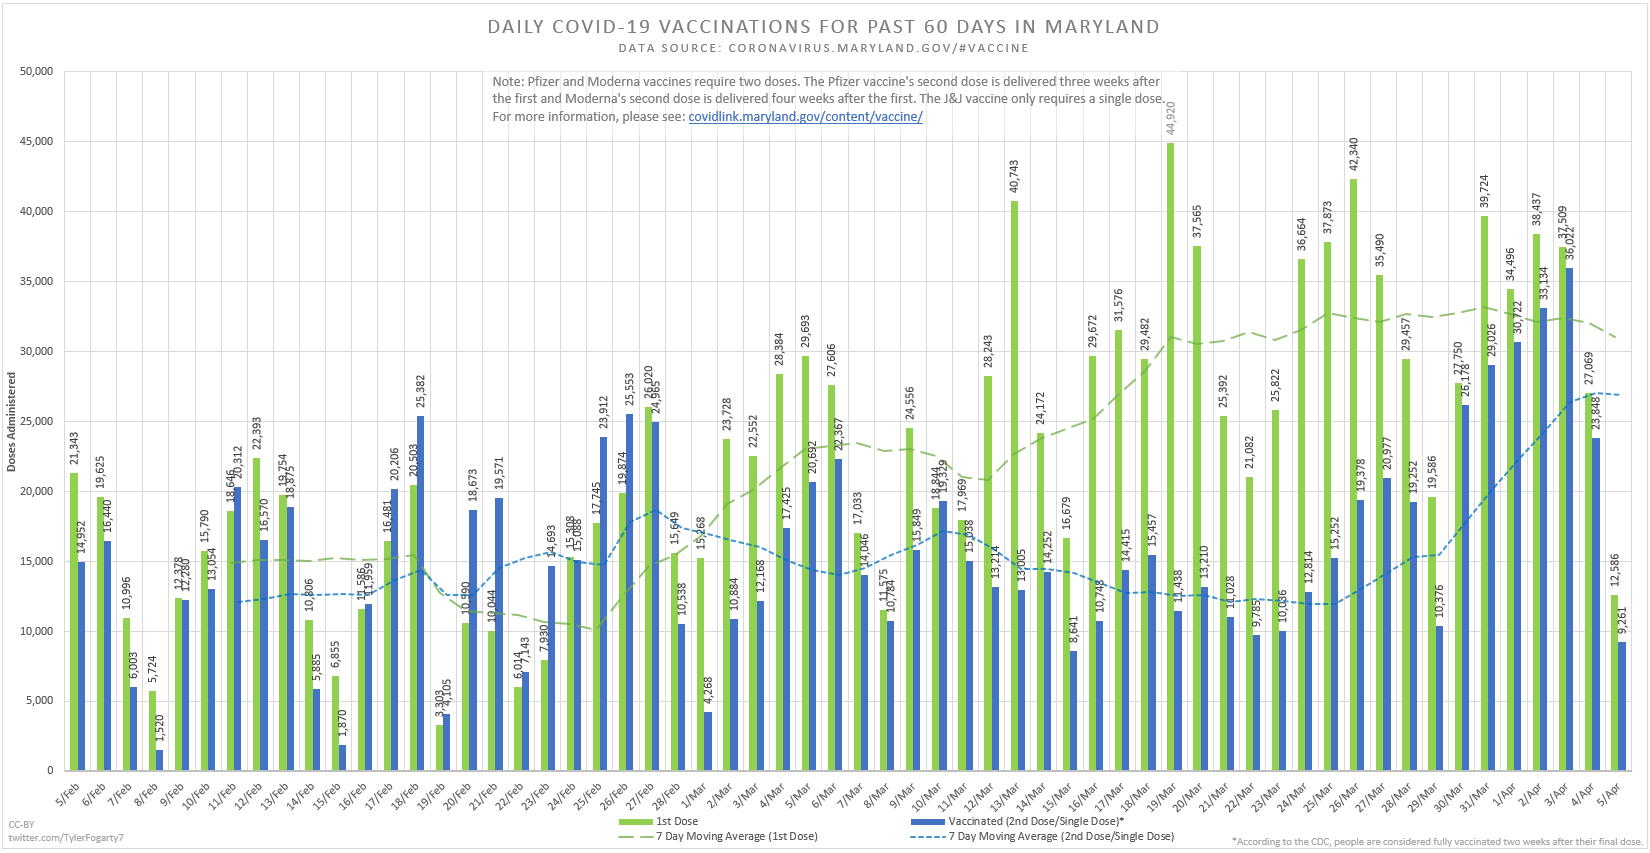 DAILY COVID-19 VACCINATIONS FOR PAST 60 DAYS IN MARYLAND
DATA SOURCE: CORONAVIRUS.MARYLAND.GOV/#VACCINE
Note: Pfizer and Moderna vaccines require two doses. The Pfizer vaccine's second dose is delivered three weeks after
the first and Moderna's second dose is delivered four weeks after the first. The J&J vaccine only requires a single dose.
For more information, please see: covidlink.maryland.gov/content/vaccine/
Doses Administered
50,000
45,000
40,000
35,000
30,000
25,000
20,000
15,000
10,000
5,000
0
21,343
14,952
19,625
16,440
10,996
6,003
5,724
1,520
12,378
12,280
15,790
13,054
18,646
20,312
22,393
16,570
19,754
18,875
10,806
5,885
6,855
1,870
11,586
11,959
16,481
20,206
20,503
25,382
3,303
4,105
10,590
18,673
10,044
19,571
6,014
7,143
7,930
14,693
15,308
15,088
17,745
23,912
19,874
25,553
26,020
24,965
15,649
10,538
15,268
4,268
23,728
10,884
22,552
12,168
28,384
17,425
29,693
20,692
27,606
22,367
17,033
14,046
11,575
10,784
24,556
15,849
18,844
19,329
17,969
15,038
28,243
13,214
40,743
13,005
24,172
14,252
16,679
8,641
29,672
10,748
31,576
14,415
29,482
15,457
44,920
11,438
37,565
13,210
25,392
11,028
21,082
9,785
25,822
10,036
36,664
12,814
37,873
15,252
42,340
19,378
35,490
20,977
29,457
19,252
19,586
10,376
27,750
26,178
39,724
29,026
34,496
30,722
38,437
33,134
37,509
36,022
27,069
23,848
12,586
9,261
5/Feb
6/Feb
7/Feb
8/Feb
9/Feb
10/Feb
11/Feb
12/Feb
13/Feb
14/Feb
15/Feb
16/Feb
17/Feb
18/Feb
19/Feb
20/Feb
21/Feb
22/Feb
23/Feb
24/Feb
25/Feb
26/Feb
27/Feb
28/Feb
1/Mar
2/Mar
3/Mar
4/Mar
5/Mar
6/Mar
7/Mar
8/Mar
9/Mar
10/Mar
11/Mar
12/Mar
13/Mar
14/Mar
15/Mar
16/Mar
17/Mar
18/Mar
19/Mar
20/Mar
21/Mar
22/Mar
23/Mar
24/Mar
25/Mar
26/Mar
27/Mar
28/Mar
29/Mar
30/Mar
31/Mar
1/Apr
2/Apr
3/Apr
4/Apr
5/Apr
1st Dose
Vaccinated (2nd Dose/Single Dose)*
7 Day Moving Average (1st Dose)
7 Day Moving Average (2nd Dose/Single Dose)
CC-BY
twitter.com/TylerFogarty7
*According to the CDC, people are considered fully vaccinated two weeks after their final dose.